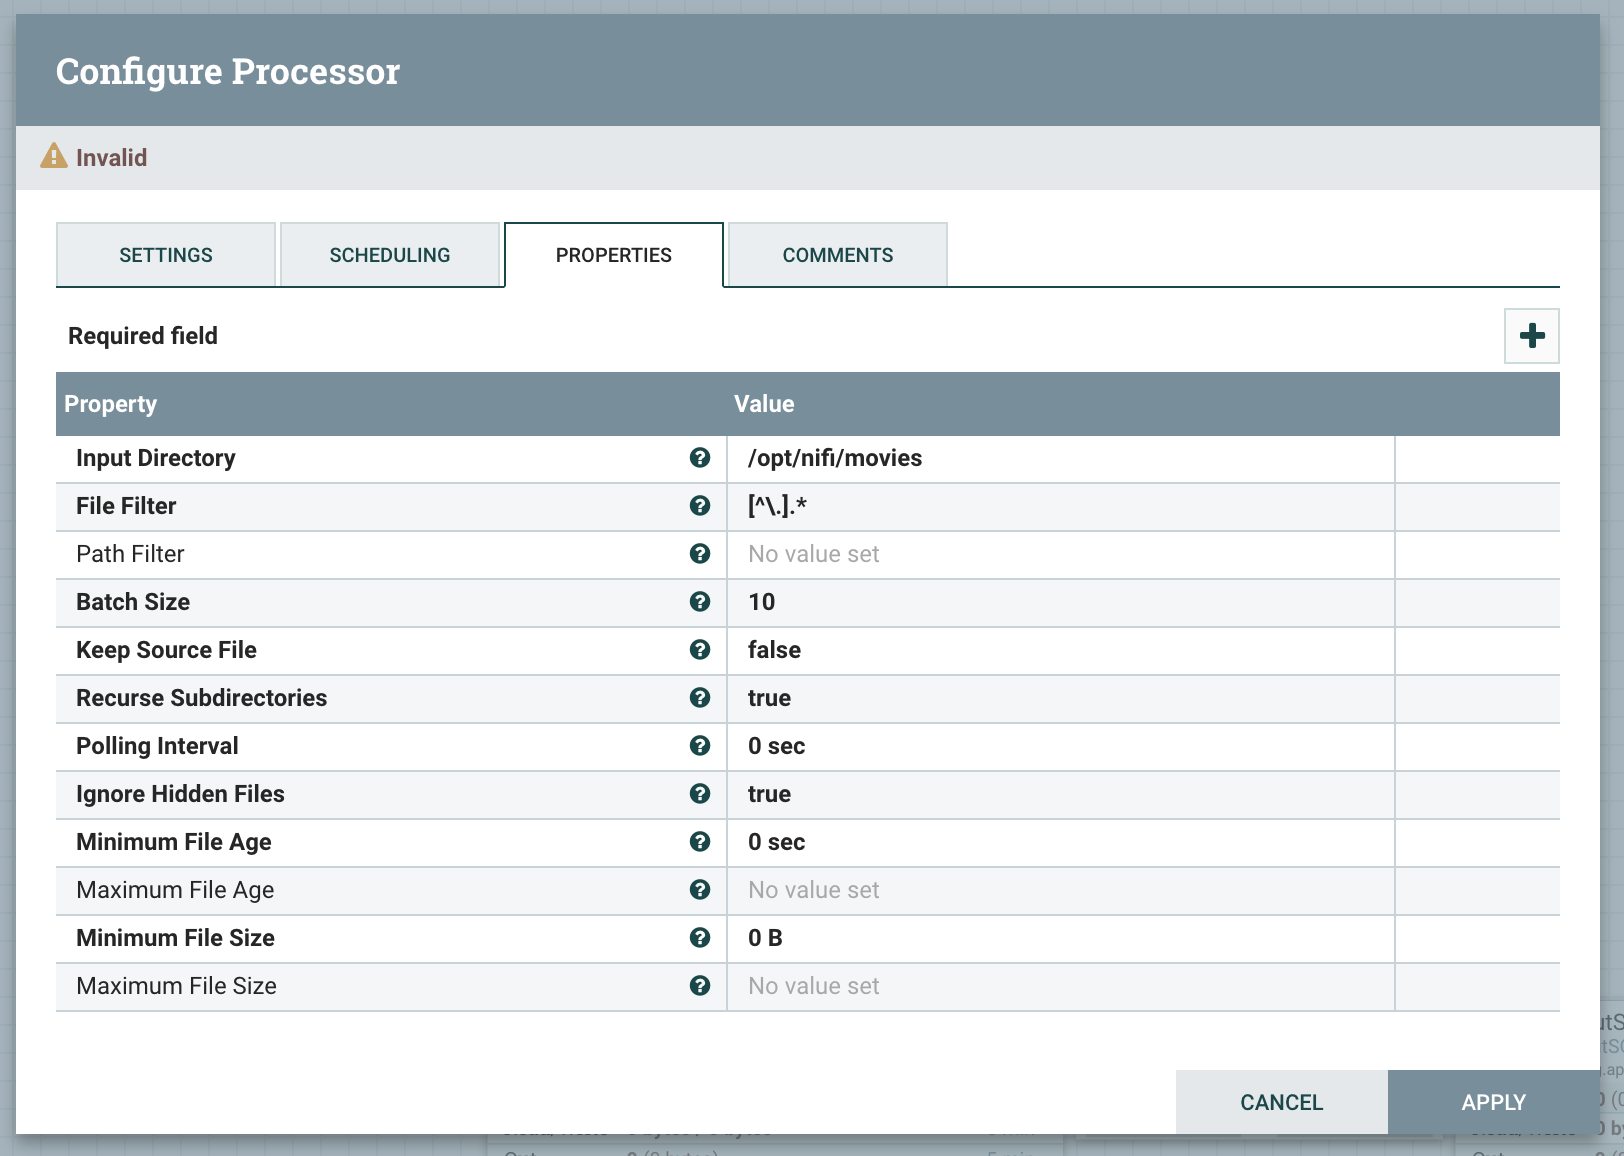 Configure Processor
Invalid
SETTINGS SCHEDULING PROPERTIES COMMENTS
Required field
Property Value
Input Directory /opt/nifi/movies
File Filter [^\.].*
Path Filter No value set
Batch Size 10
Keep Source File false
Recurse Subdirectories true
Polling Interval 0 sec
Ignore Hidden Files true
Minimum File Age 0 sec
Maximum File Age No value set
Minimum File Size 0 B
Maximum File Size No value set
CANCEL APPLY